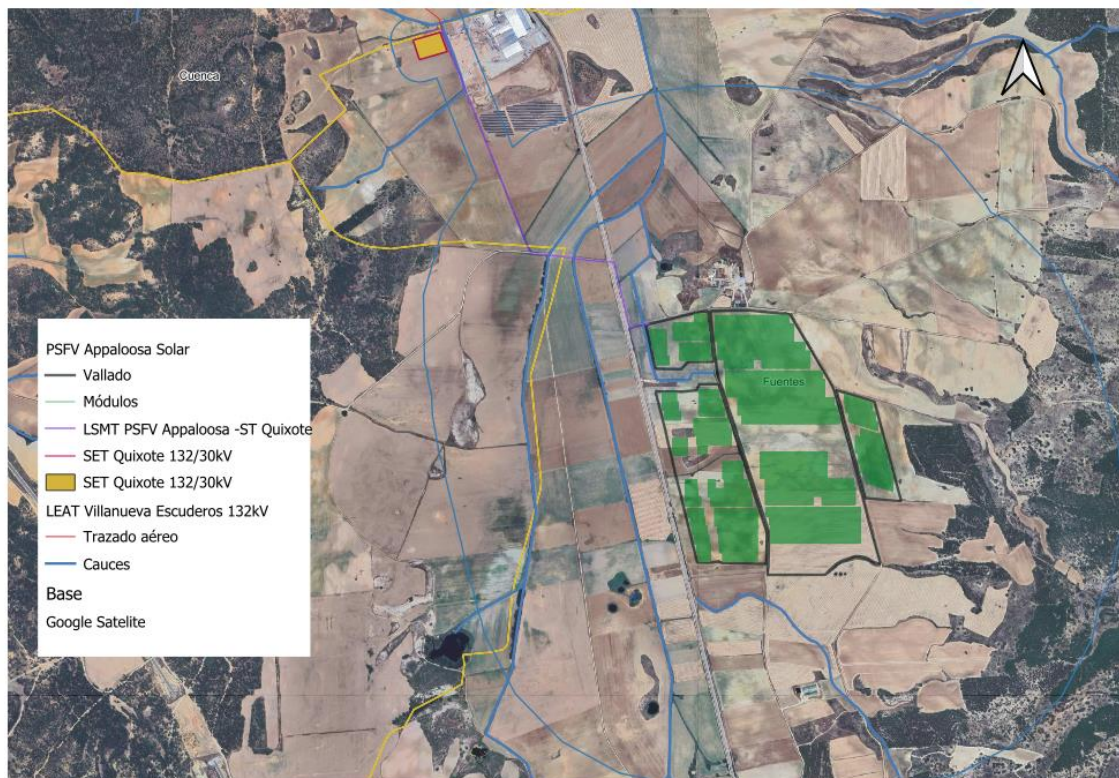 Cuenca
Fuentes
PSFV Appaloosa Solar
Vallado
Módulos
LSMT PSFV Appaloosa -ST Quixote
SET Quixote 132/30kV
SET Quixote 132/30kV
LEAT Villanueva Escuderos 132kV
Trazado aéreo
Cauces
Base
Google Satelite